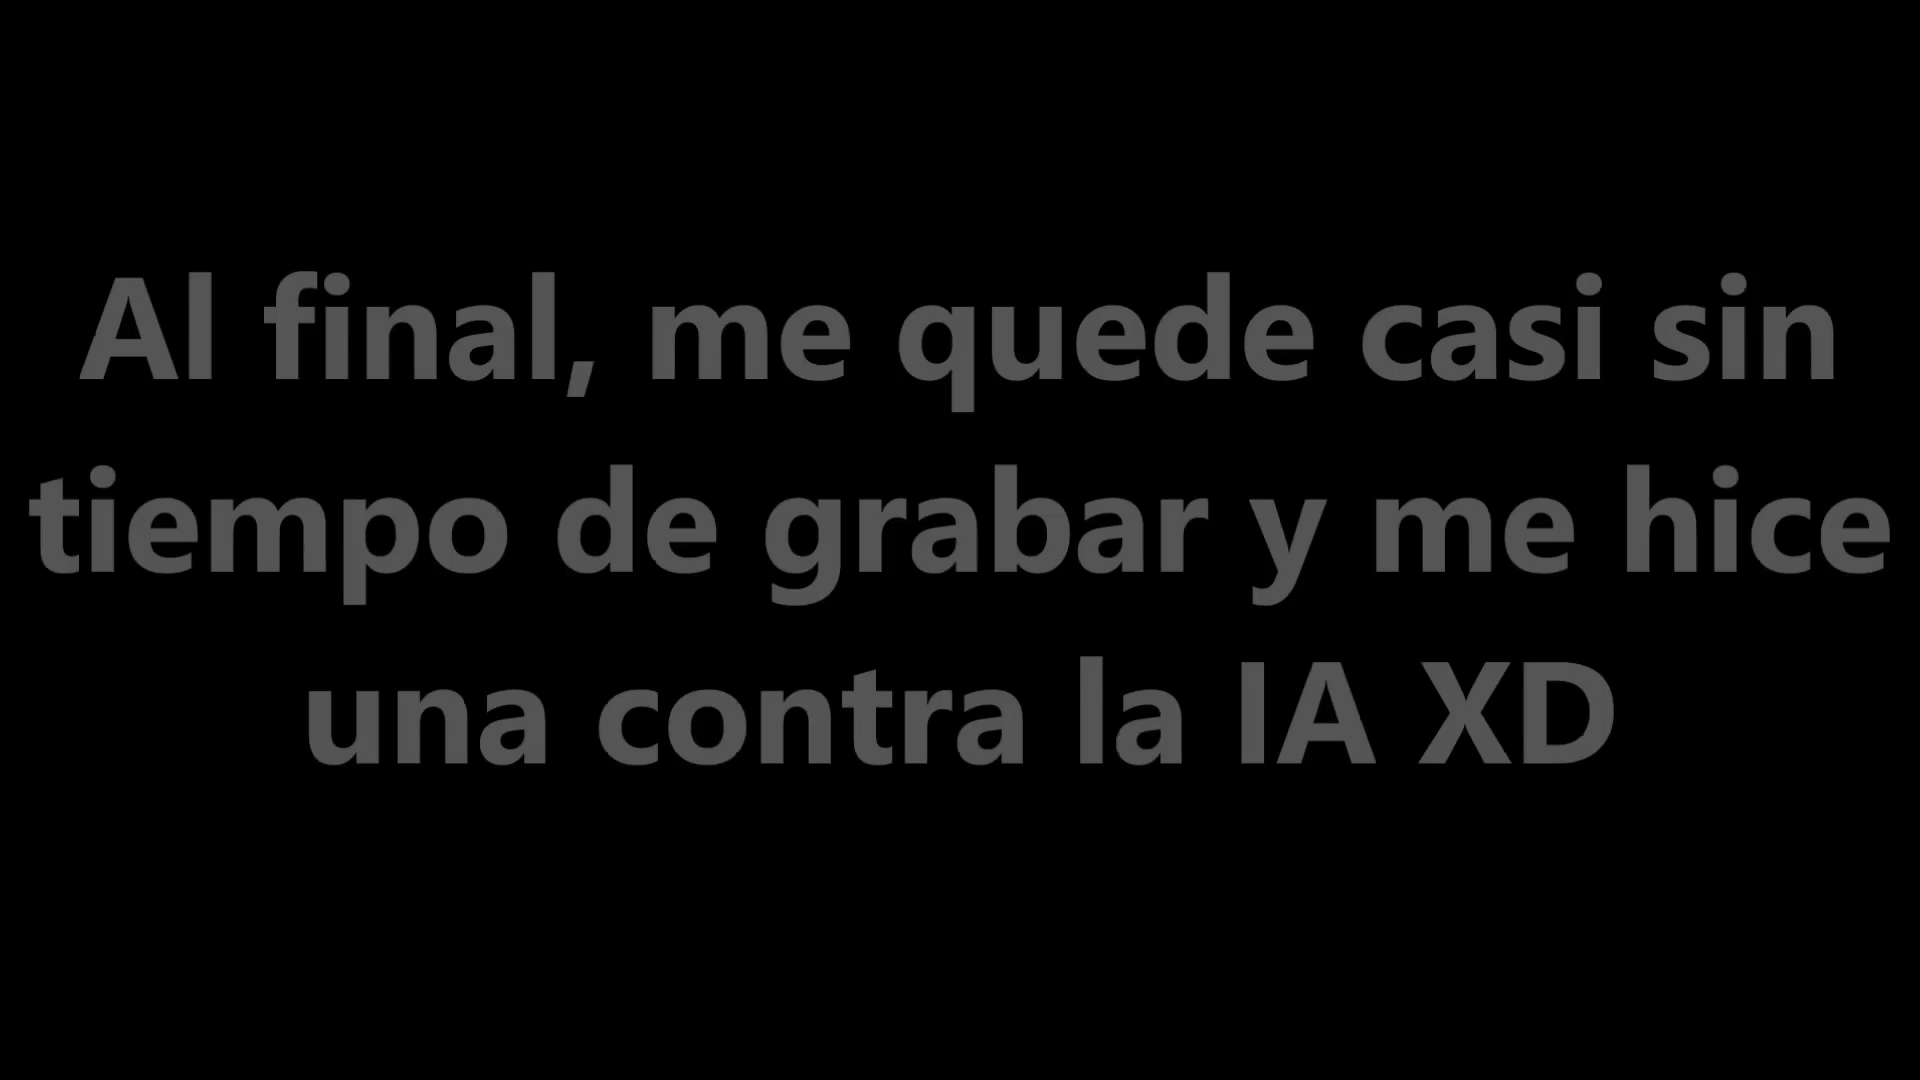 Al final, me quede casi sin
tiempo de grabar y me hice
una contra la IA XD